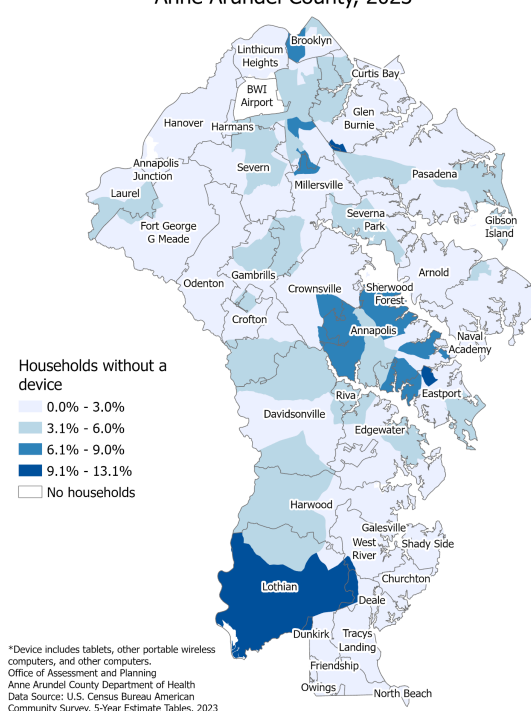 Anne Arundel County, 2023
Brooklyn
Linthicum
Heights
Curtis Bay
BWI
Airport
Glen
Burnie
Hanover
Harmans
Annapolis
Junction
Severn
Pasadena
Millersville
Laurel
Severna
Park
Gibson
Island
Fort George
G Meade
Gambrills
Arnold
Odenton
Crownsville
Sherwood
Forest
Crofton
Annapolis
Naval
Academy
Households without a
device
0.0% - 3.0%
3.1% - 6.0%
6.1% - 9.0%
9.1% - 13.1%
No households
Riva
Eastport
Davidsonville
Edgewater
Harwood
Galesville
West
River
Shady Side
Churchton
Lothian
Deale
Dunkirk
Tracys
Landing
Friendship
Owings
North Beach
*Device includes tablets, other portable wireless
computers, and other computers.
Office of Assessment and Planning
Anne Arundel County Department of Health
Data Source: U.S. Census Bureau American
Community Survey, 5-Year Estimate Tables, 2023